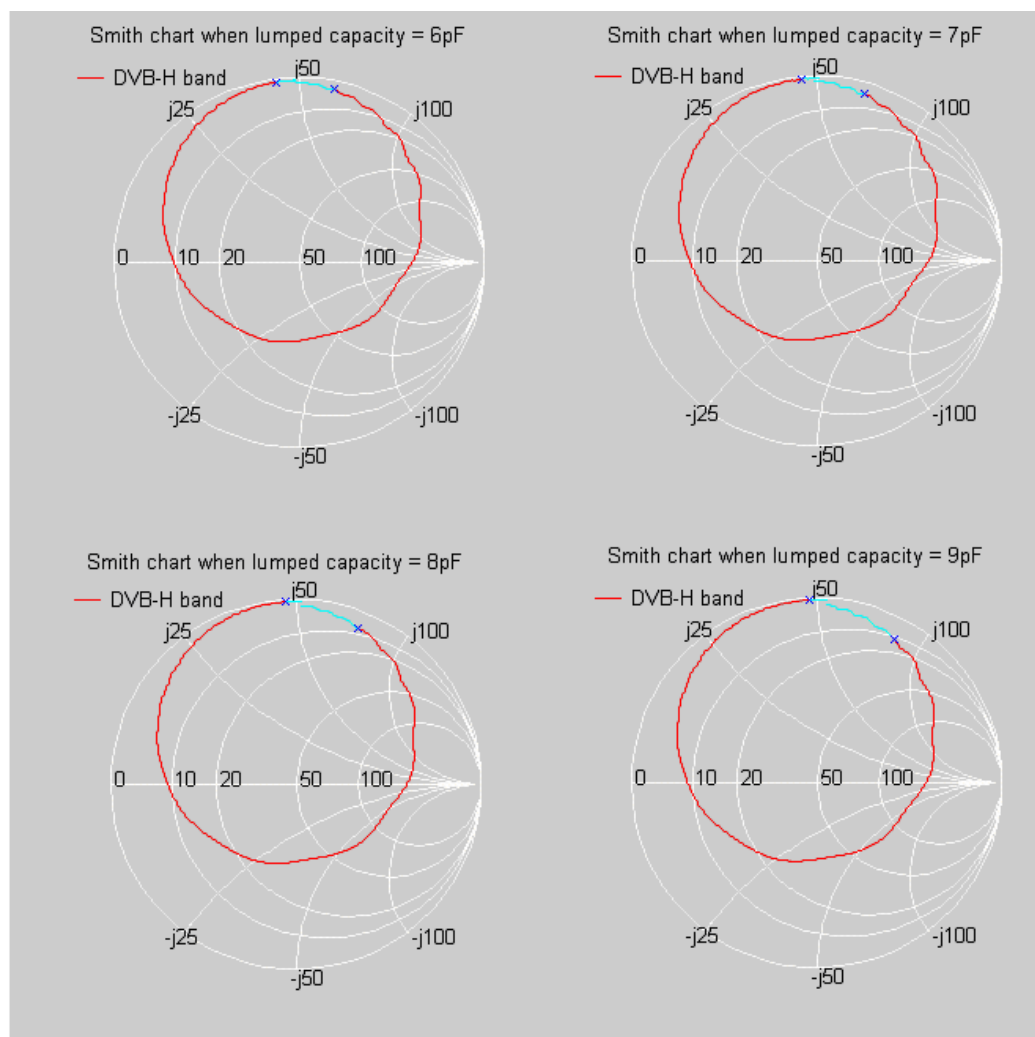 Smith chart when lumped capacity = 6pF
DVB-H band
j50
j25
j100
0
10
20
50
100
-j25
-j100
-j50
Smith chart when lumped capacity = 7pF
DVB-H band
j50
j25
j100
0
10
20
50
100
-j25
-j100
-j50
Smith chart when lumped capacity = 8pF
DVB-H band
j50
j25
j100
0
10
20
50
100
-j25
-j100
-j50
Smith chart when lumped capacity = 9pF
DVB-H band
j50
j25
j100
0
10
20
50
100
-j25
-j100
-j50